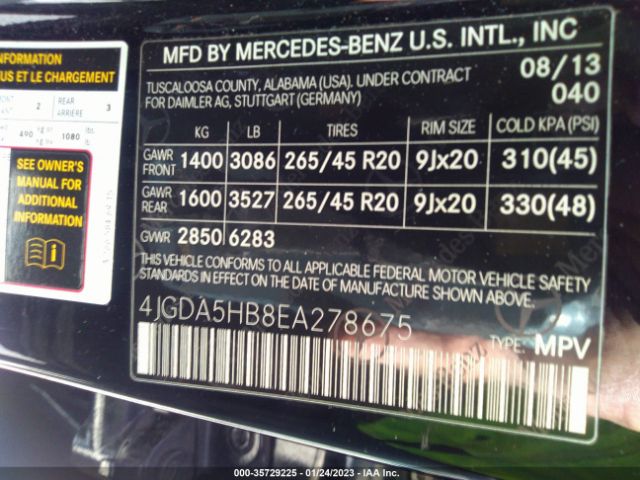 INFORMATION
US ET LE CHARGEMENT
2 REAR ARRIÈRE 3
490 kg or 1080 lb.
SEE OWNER'S
MANUAL FOR
ADDITIONAL
INFORMATION
MFD BY MERCEDES-BENZ U.S. INTL., INC
TUSCALOOSA COUNTY, ALABAMA (USA). UNDER CONTRACT
FOR DAIMLER AG, STUTTGART (GERMANY)
08/13
040
KG LB TIRES RIM SIZE COLD KPA (PSI)
GAWR FRONT 1400 3086 265/45 R20 9Jx20 310(45)
GAWR REAR 1600 3527 265/45 R20 9Jx20 330(48)
GVWR 2850 6283
THIS VEHICLE CONFORMS TO ALL APPLICABLE FEDERAL MOTOR VEHICLE SAFETY
STANDARDS IN EFFECT ON THE DATE OF MANUFACTURE SHOWN ABOVE.
4JGDA5HB8EA278675
TYPE: MPV
000-35729225 - 01/24/2023 - IAA Inc.